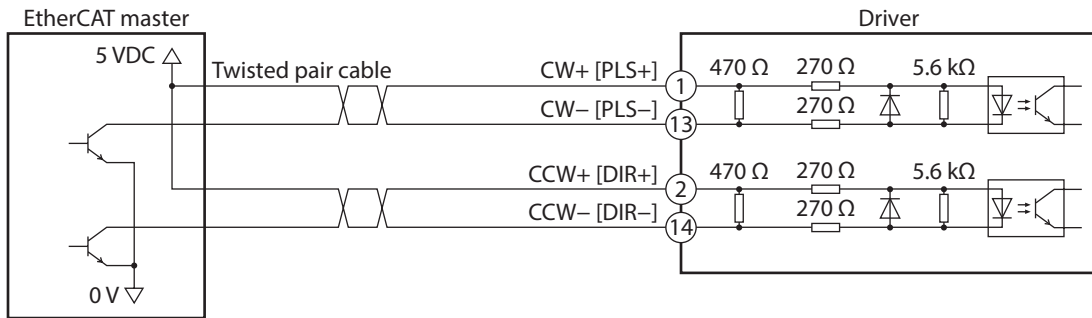 EtherCAT master
Driver
5 VDC
Twisted pair cable
CW+ [PLS+]
1
470 Ω
270 Ω
5.6 kΩ
CW− [PLS−]
13
270 Ω
CCW+ [DIR+]
2
470 Ω
270 Ω
5.6 kΩ
CCW− [DIR−]
14
270 Ω
0 V